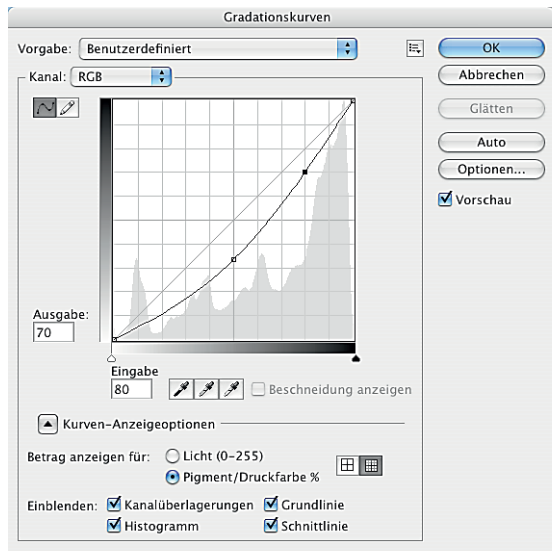 Gradationskurven
Vorgabe: Benutzerdefiniert
OK
Kanal: RGB
Abbrechen
Glätten
Auto
Optionen...
Vorschau
Ausgabe:
70
Eingabe
80
Beschneidung anzeigen
Kurven-Anzeigeoptionen
Betrag anzeigen für: Licht (0–255)
Pigment/Druckfarbe %
Einblenden: Kanalüberlagerungen Grundlinie
Histogramm Schnittlinie